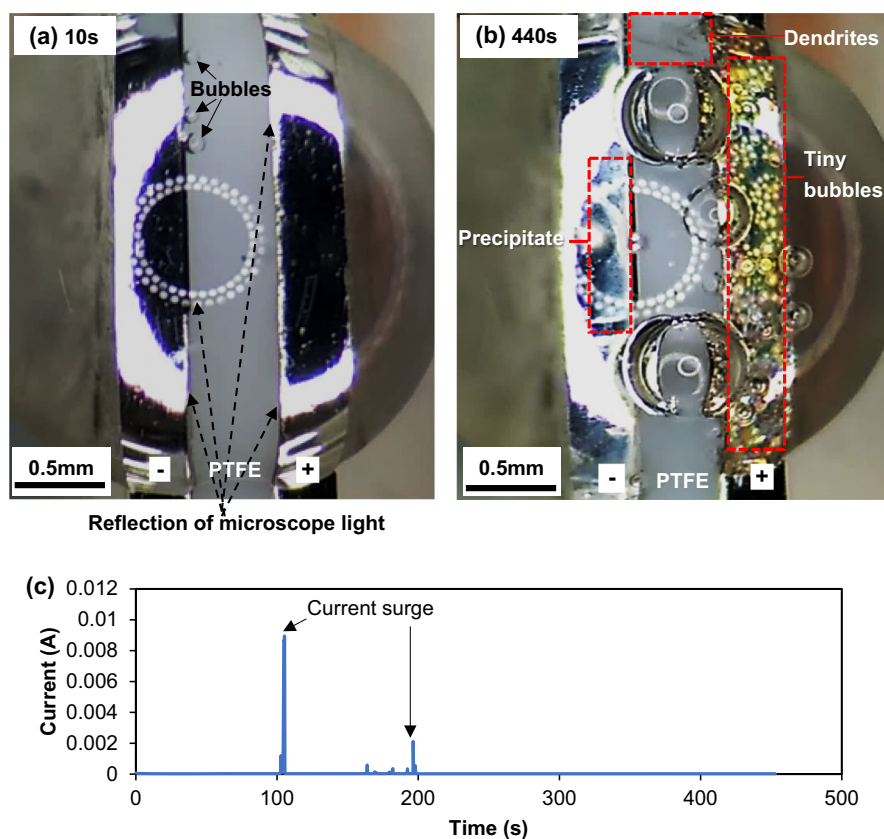 (a) 10s
Bubbles
0.5mm
-
PTFE
+
Reflection of microscope light
(b) 440s
Dendrites
Tiny
bubbles
Precipitate
0.5mm
-
PTFE
+
(c)
Current surge
Current (A)
0.012
0.01
0.008
0.006
0.004
0.002
0
0
100
200
300
400
500
Time (s)